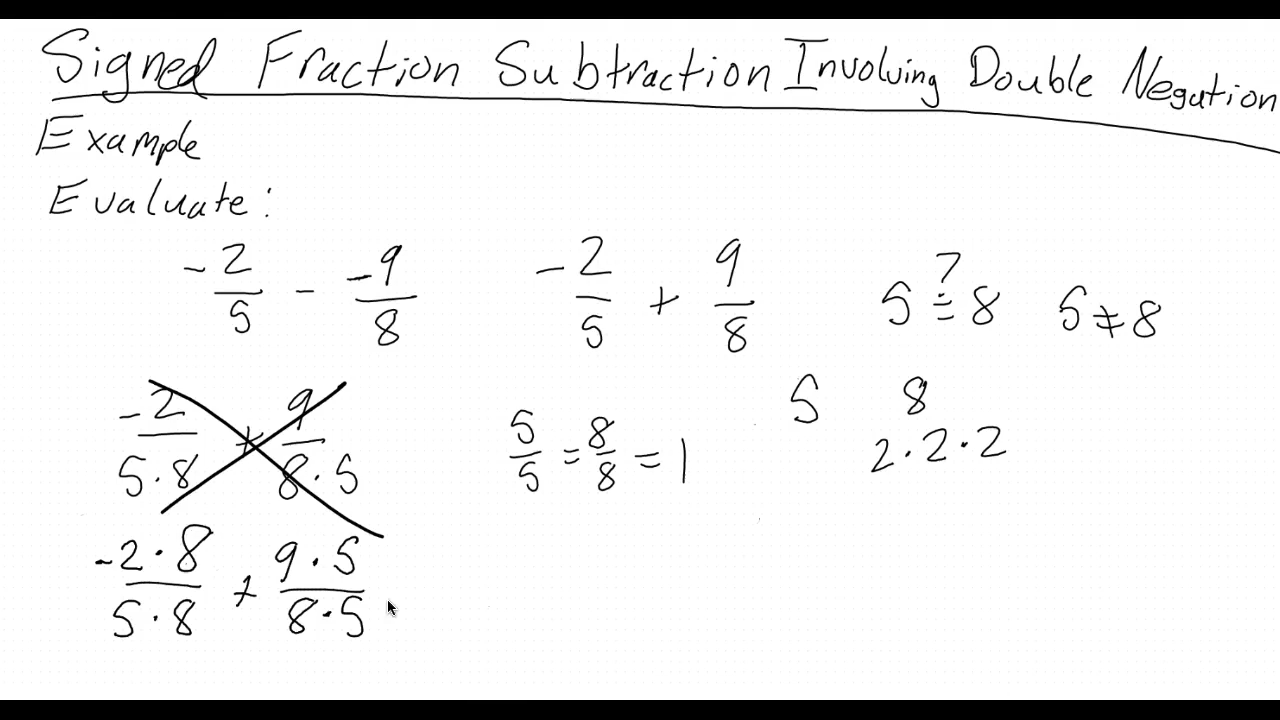 Signed Fraction Subtraction Involving Double Negation
Example
Evaluate:
-2/5 - -9/8    -2/5 + 9/8    5 ≟ 8    5 ≠ 8
-2/5·8 + 9/8·5    5/5 = 8/8 = 1    5    8
2·2·2
-2·8/5·8 + 9·5/8·5